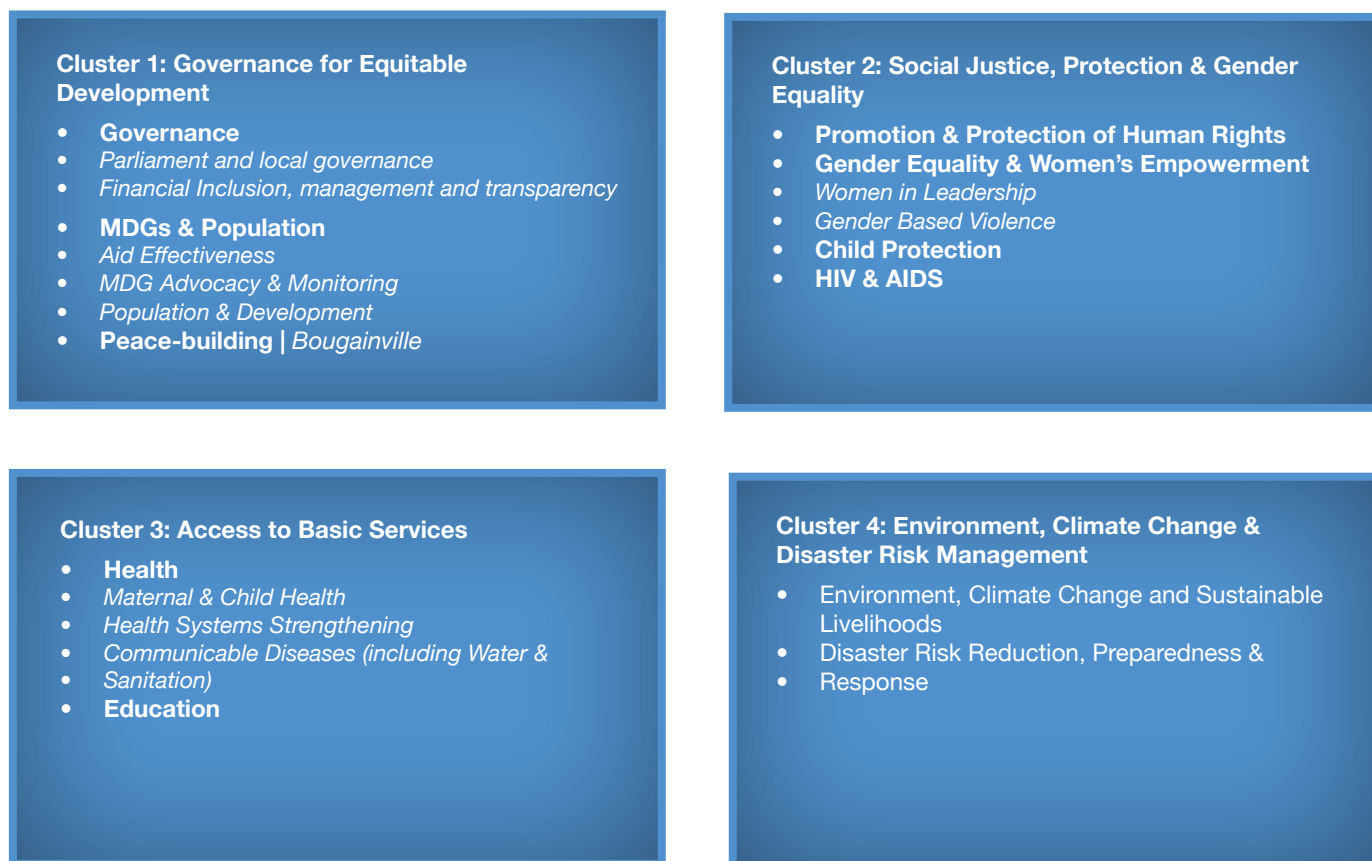 Cluster 1: Governance for Equitable
Development
• Governance
• Parliament and local governance
• Financial Inclusion, management and transparency
• MDGs & Population
• Aid Effectiveness
• MDG Advocacy & Monitoring
• Population & Development
• Peace-building | Bougainville
Cluster 2: Social Justice, Protection & Gender
Equality
• Promotion & Protection of Human Rights
• Gender Equality & Women’s Empowerment
• Women in Leadership
• Gender Based Violence
• Child Protection
• HIV & AIDS
Cluster 3: Access to Basic Services
• Health
• Maternal & Child Health
• Health Systems Strengthening
• Communicable Diseases (including Water &
• Sanitation)
• Education
Cluster 4: Environment, Climate Change &
Disaster Risk Management
• Environment, Climate Change and Sustainable
Livelihoods
• Disaster Risk Reduction, Preparedness &
• Response